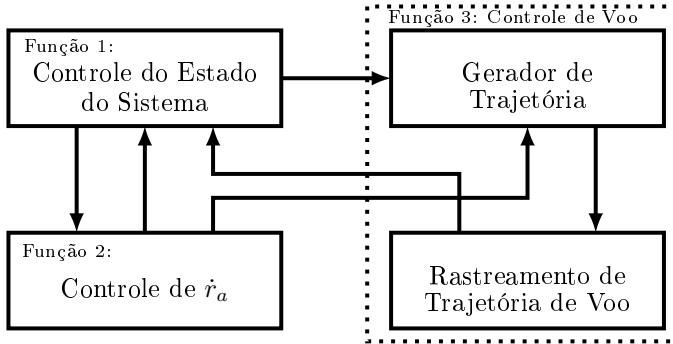 Função 3: Controle de Voo
Função 1:
Controle do Estado
do Sistema
Gerador de
Trajetória
Função 2:
Controle de ṙₐ
Rastreamento de
Trajetória de Voo